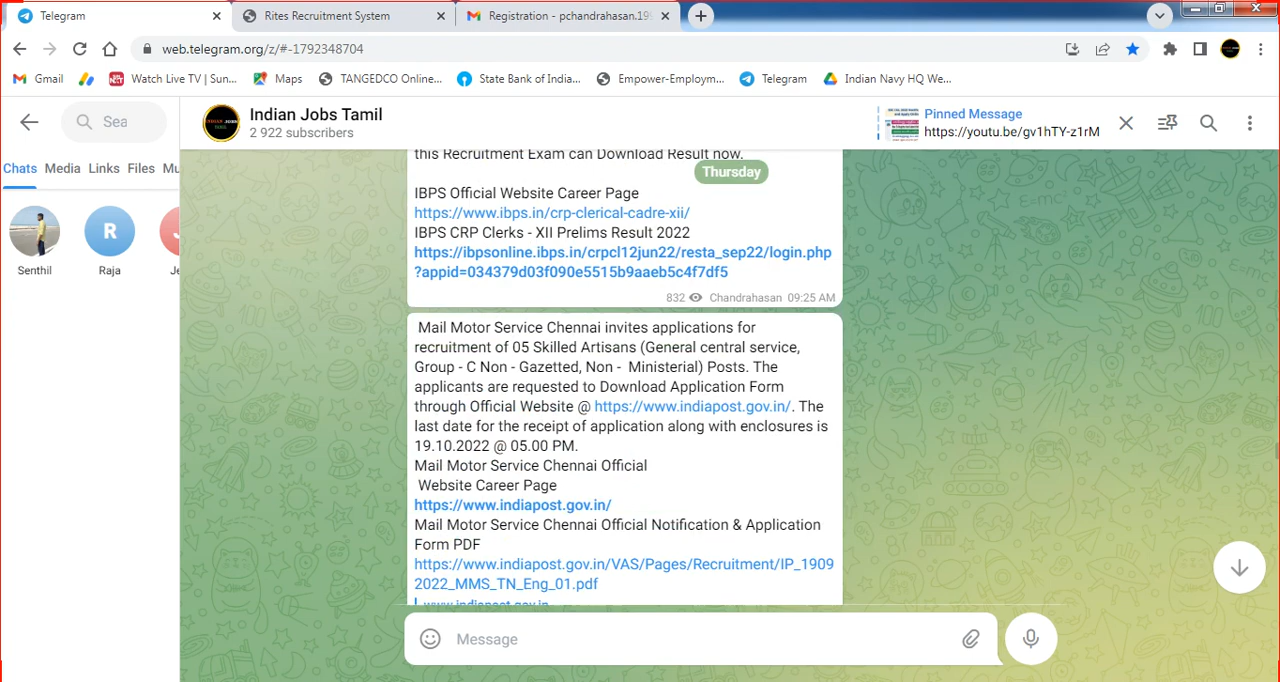 Telegram
Rites Recruitment System
Registration - pchandrahasan.19
web.telegram.org/z/#-1792348704
Gmail
Watch Live TV | Sun...
Maps
TANGEDCO Online...
State Bank of India...
Empower-Employm...
Telegram
Indian Navy HQ We...
Sea
Indian Jobs Tamil
2 922 subscribers
Pinned Message
https://youtu.be/gv1hTY-z1rM
Chats
Media
Links
Files
Mu
Senthil
R
Raja
Je
this Recruitment Exam can Download Result now.
Thursday
IBPS Official Website Career Page
https://www.ibps.in/crp-clerical-cadre-xii/
IBPS CRP Clerks - XII Prelims Result 2022
https://ibpsonline.ibps.in/crpcl12jun22/resta_sep22/login.php
?appid=034379d03f090e5515b9aaeb5c4f7df5
832 Chandrahasan 09:25 AM
Mail Motor Service Chennai invites applications for
recruitment of 05 Skilled Artisans (General central service,
Group - C Non - Gazetted, Non - Ministerial) Posts. The
applicants are requested to Download Application Form
through Official Website @ https://www.indiapost.gov.in/. The
last date for the receipt of application along with enclosures is
19.10.2022 @ 05.00 PM.
Mail Motor Service Chennai Official
Website Career Page
https://www.indiapost.gov.in/
Mail Motor Service Chennai Official Notification & Application
Form PDF
https://www.indiapost.gov.in/VAS/Pages/Recruitment/IP_1909
2022_MMS_TN_Eng_01.pdf
www.indiapost.gov.in
Message